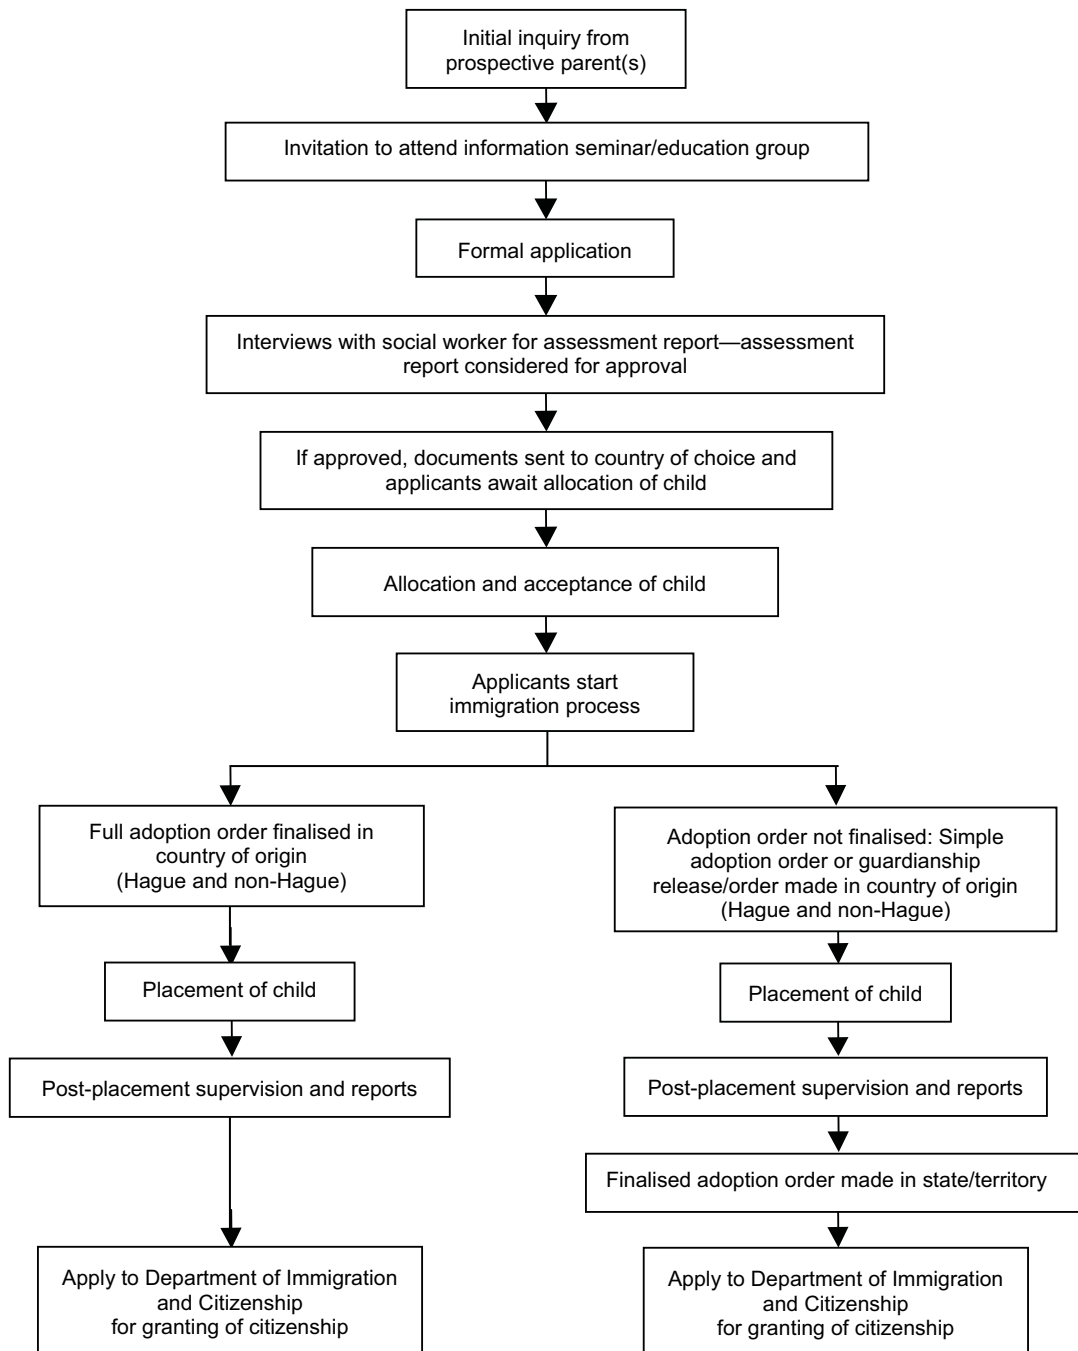 Initial inquiry from
prospective parent(s)
Invitation to attend information seminar/education group
Formal application
Interviews with social worker for assessment report—assessment
report considered for approval
If approved, documents sent to country of choice and
applicants await allocation of child
Allocation and acceptance of child
Applicants start
immigration process
Full adoption order finalised in
country of origin
(Hague and non-Hague)
Placement of child
Post-placement supervision and reports
Apply to Department of Immigration
and Citizenship
for granting of citizenship
Adoption order not finalised: Simple
adoption order or guardianship
release/order made in country of origin
(Hague and non-Hague)
Placement of child
Post-placement supervision and reports
Finalised adoption order made in state/territory
Apply to Department of Immigration
and Citizenship
for granting of citizenship